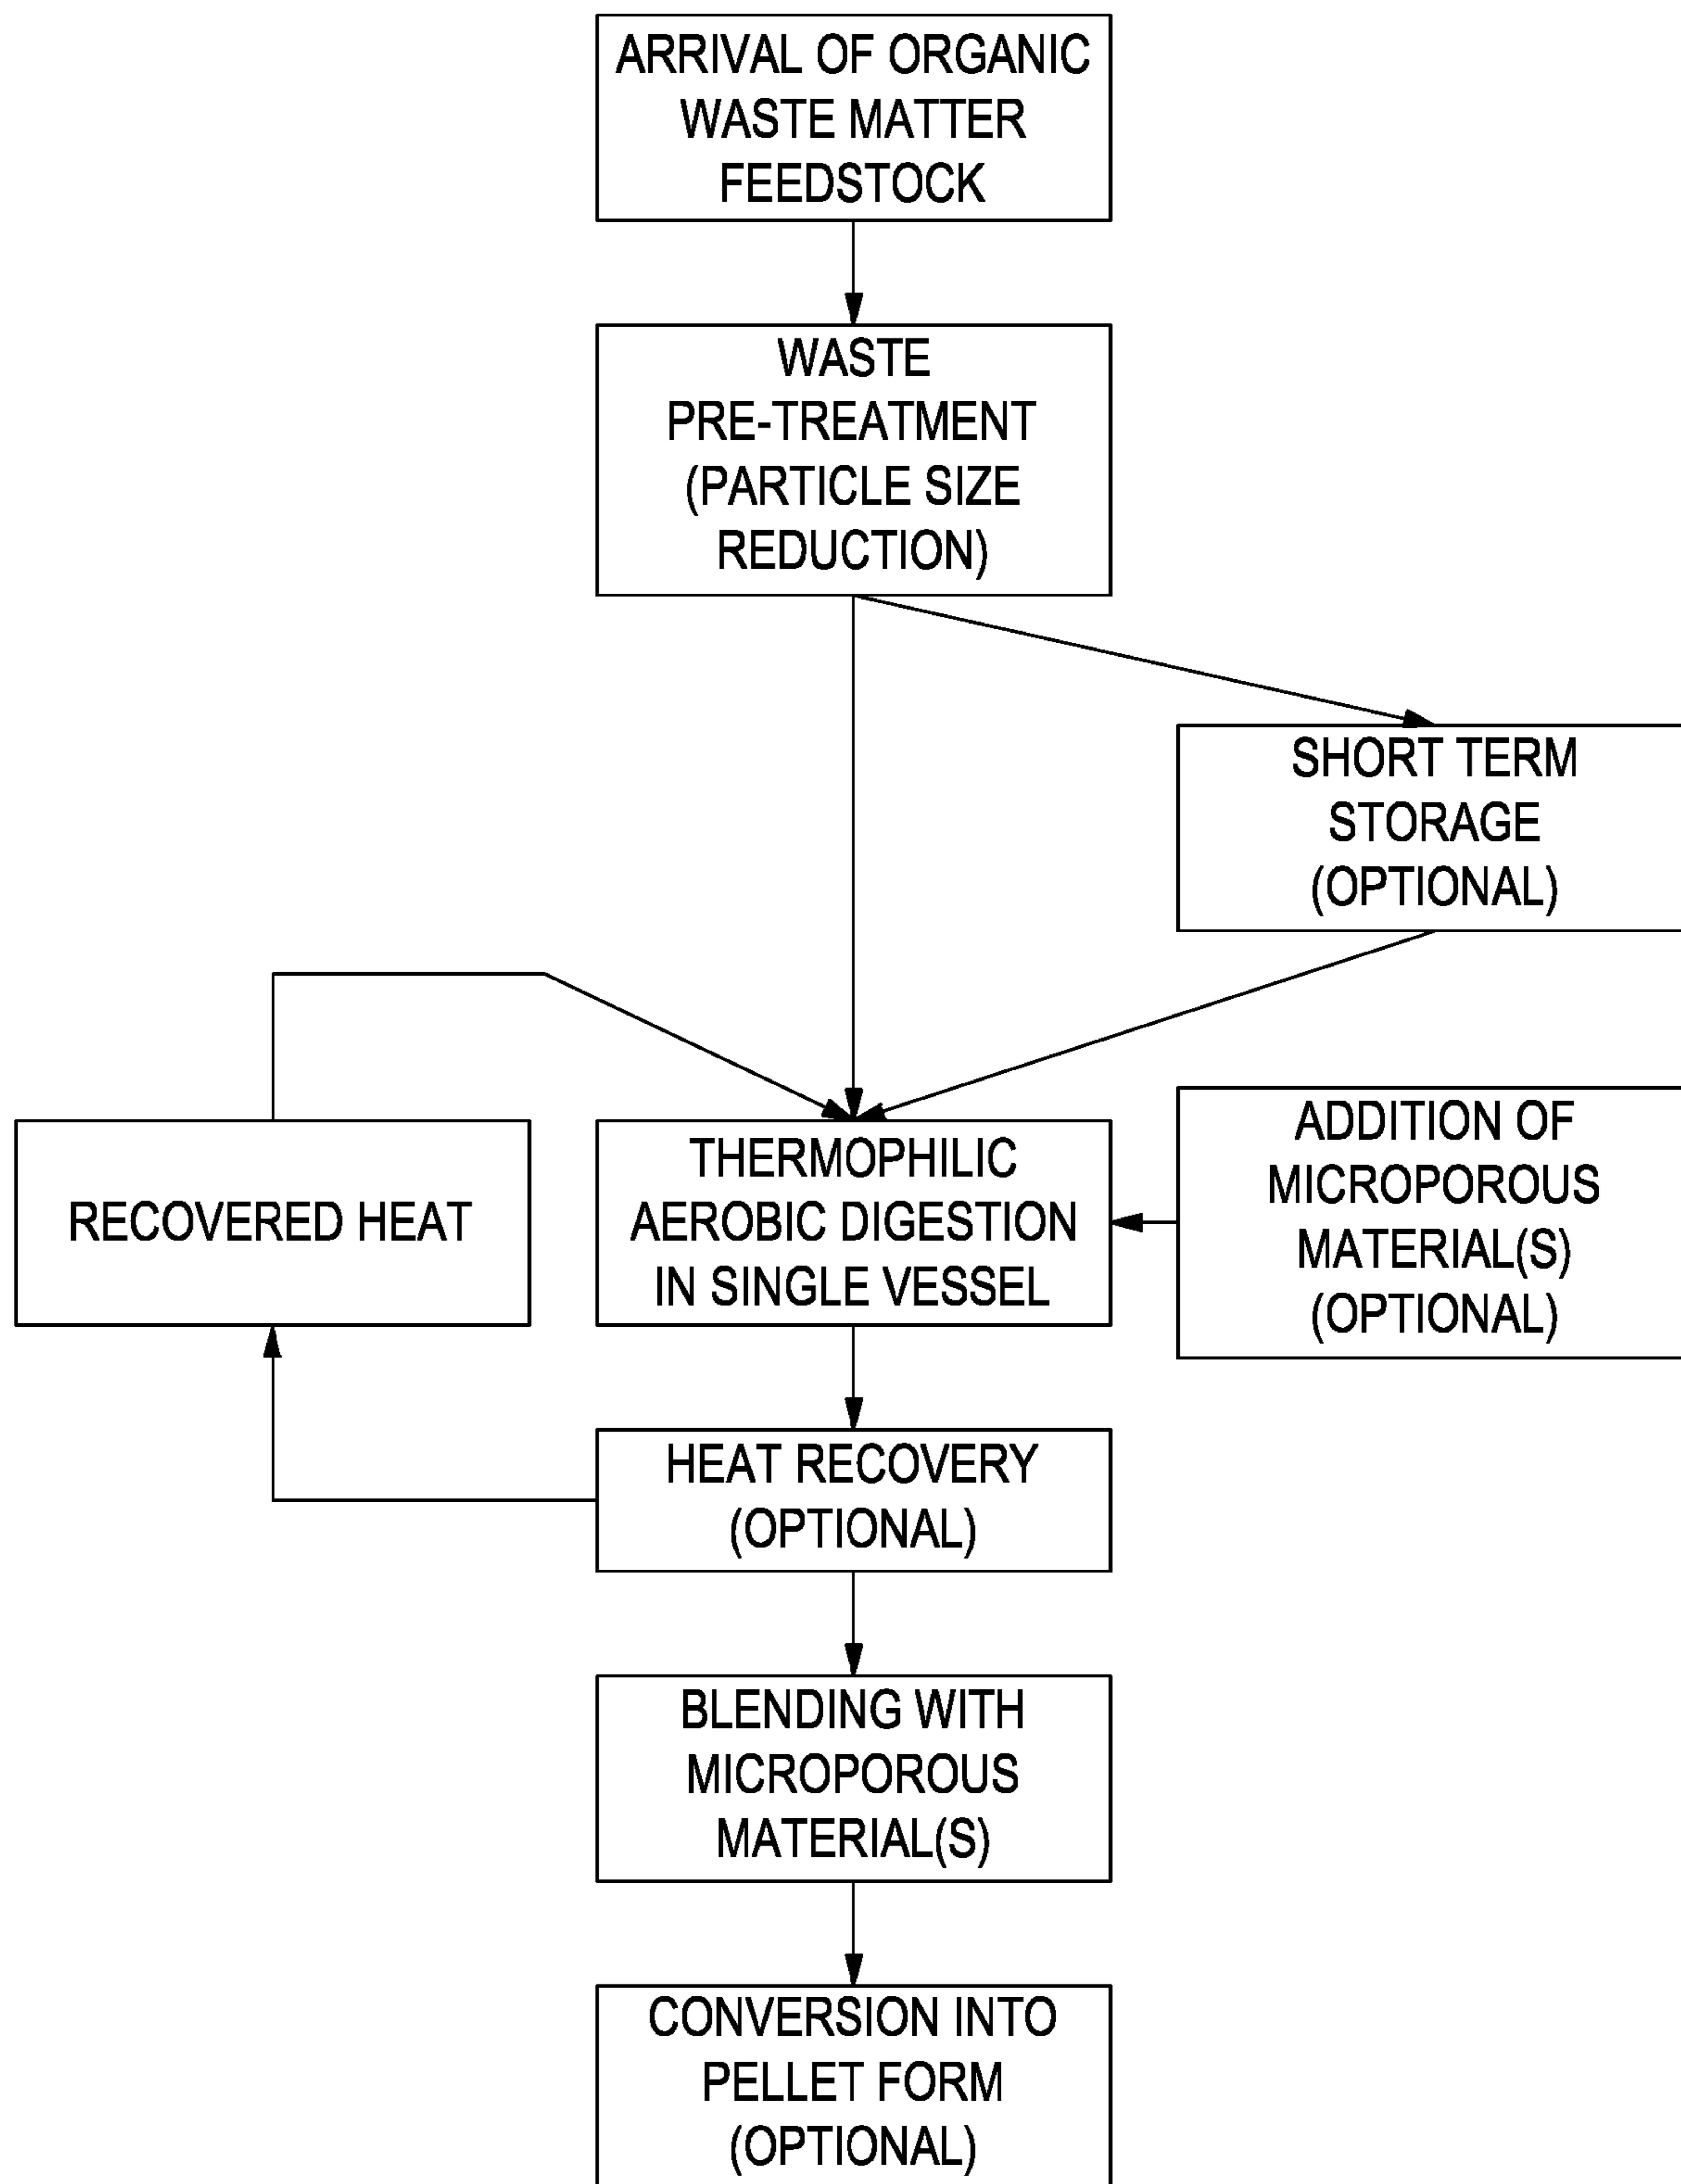 ARRIVAL OF ORGANIC
WASTE MATTER
FEEDSTOCK
WASTE
PRE-TREATMENT
(PARTICLE SIZE
REDUCTION)
SHORT TERM
STORAGE
(OPTIONAL)
RECOVERED HEAT
THERMOPHILIC
AEROBIC DIGESTION
IN SINGLE VESSEL
ADDITION OF
MICROPOROUS
MATERIAL(S)
(OPTIONAL)
HEAT RECOVERY
(OPTIONAL)
BLENDING WITH
MICROPOROUS
MATERIAL(S)
CONVERSION INTO
PELLET FORM
(OPTIONAL)